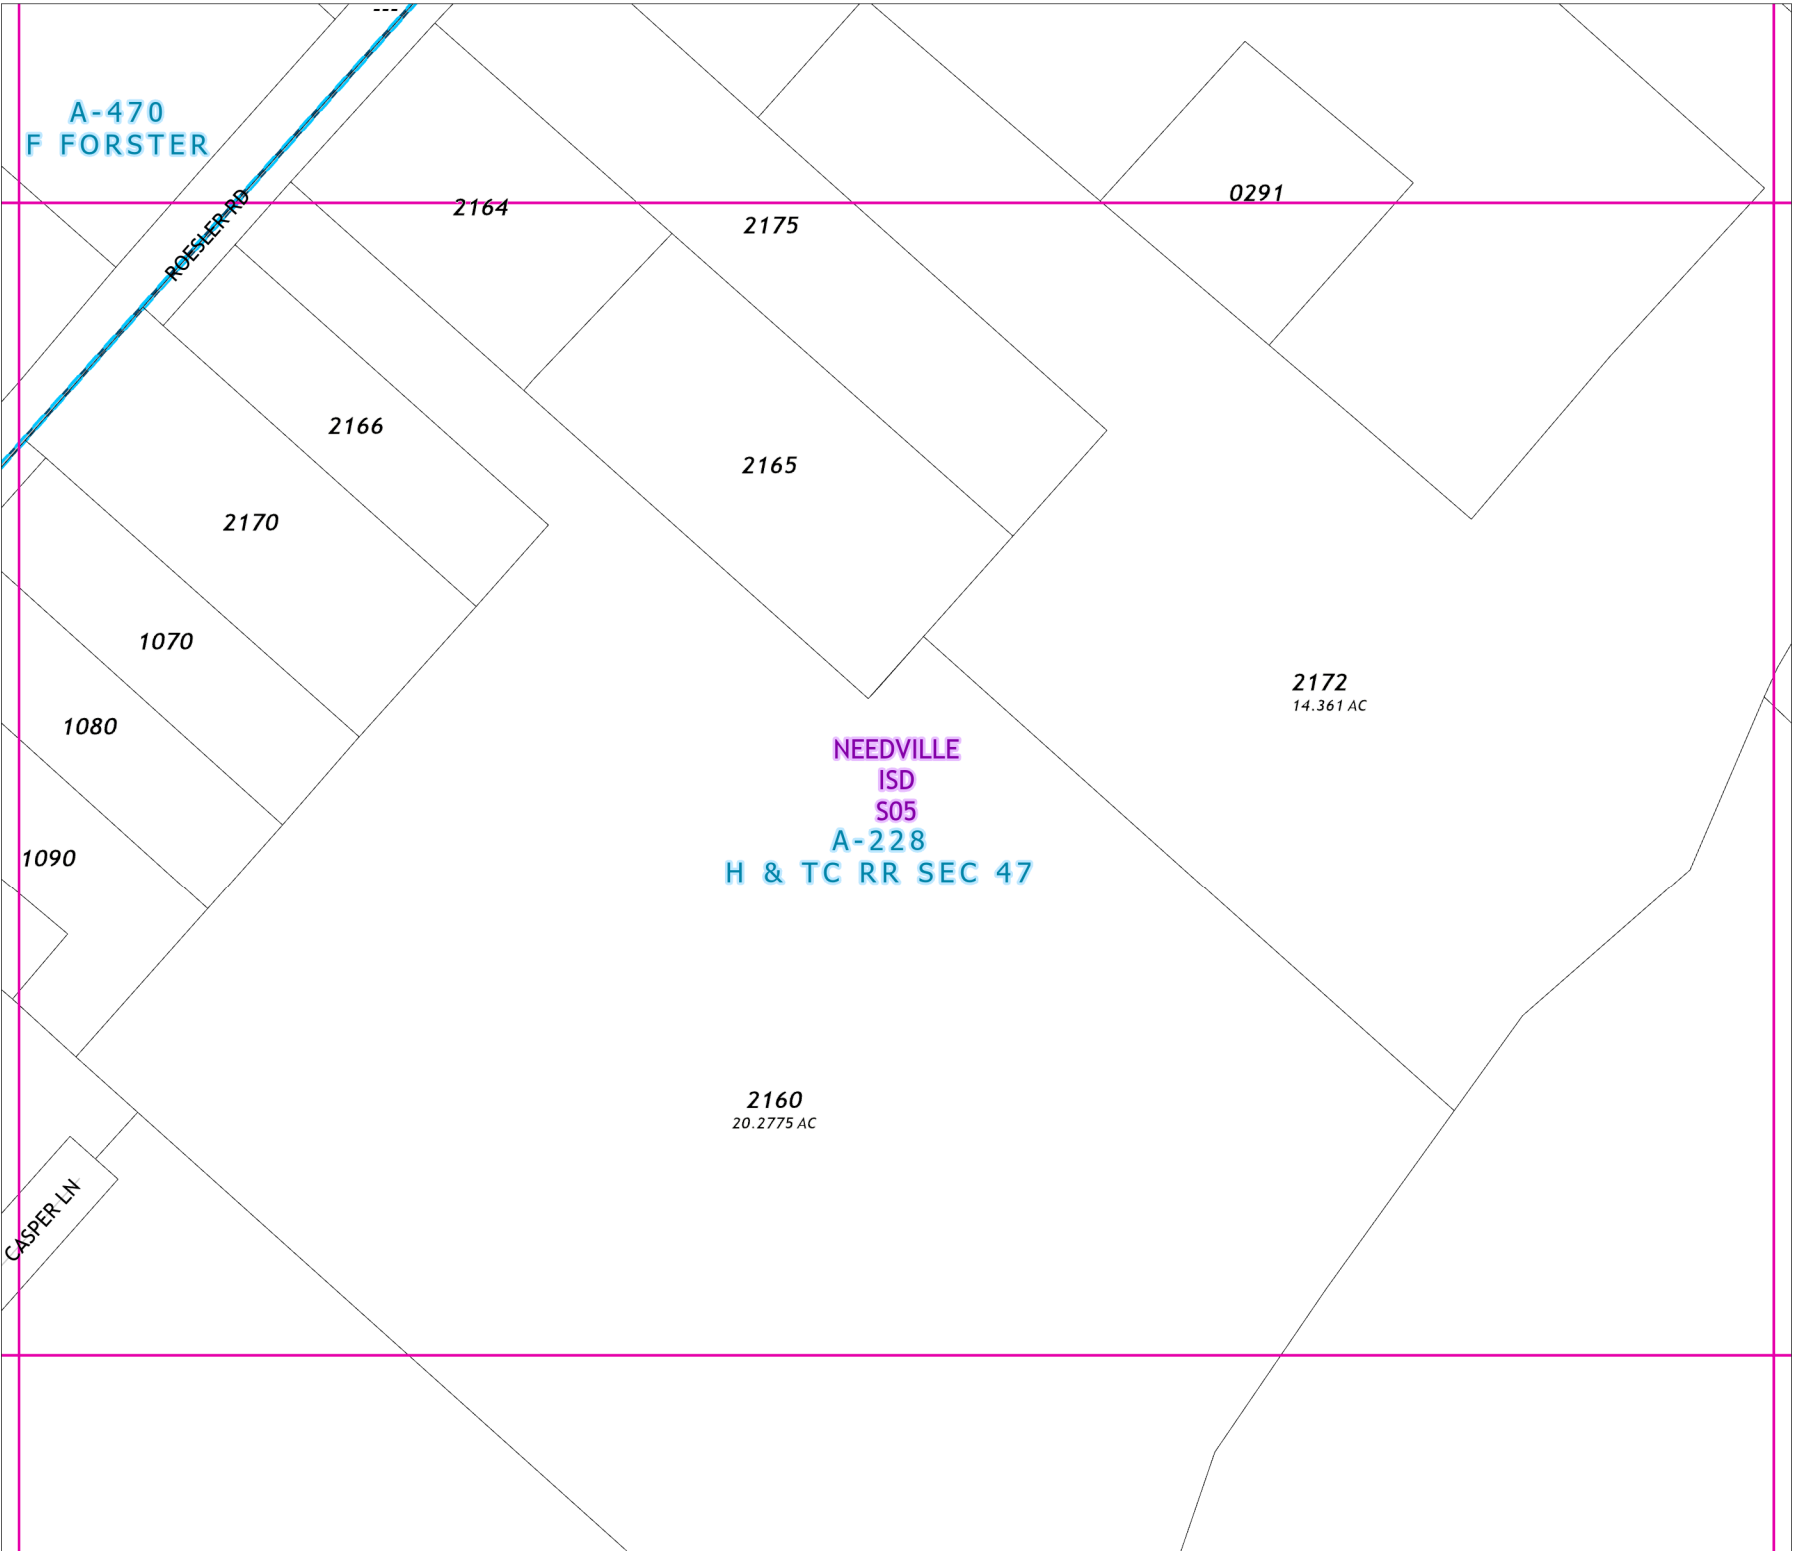 ---
A-470
F FORSTER
ROESLER RD
2164
0291
2175
2166
2165
2170
1070
2172
14.361 AC
1080
NEEDVILLE
ISD
S05
A-228
H & TC RR SEC 47
1090
2160
20.2775 AC
CASPER LN